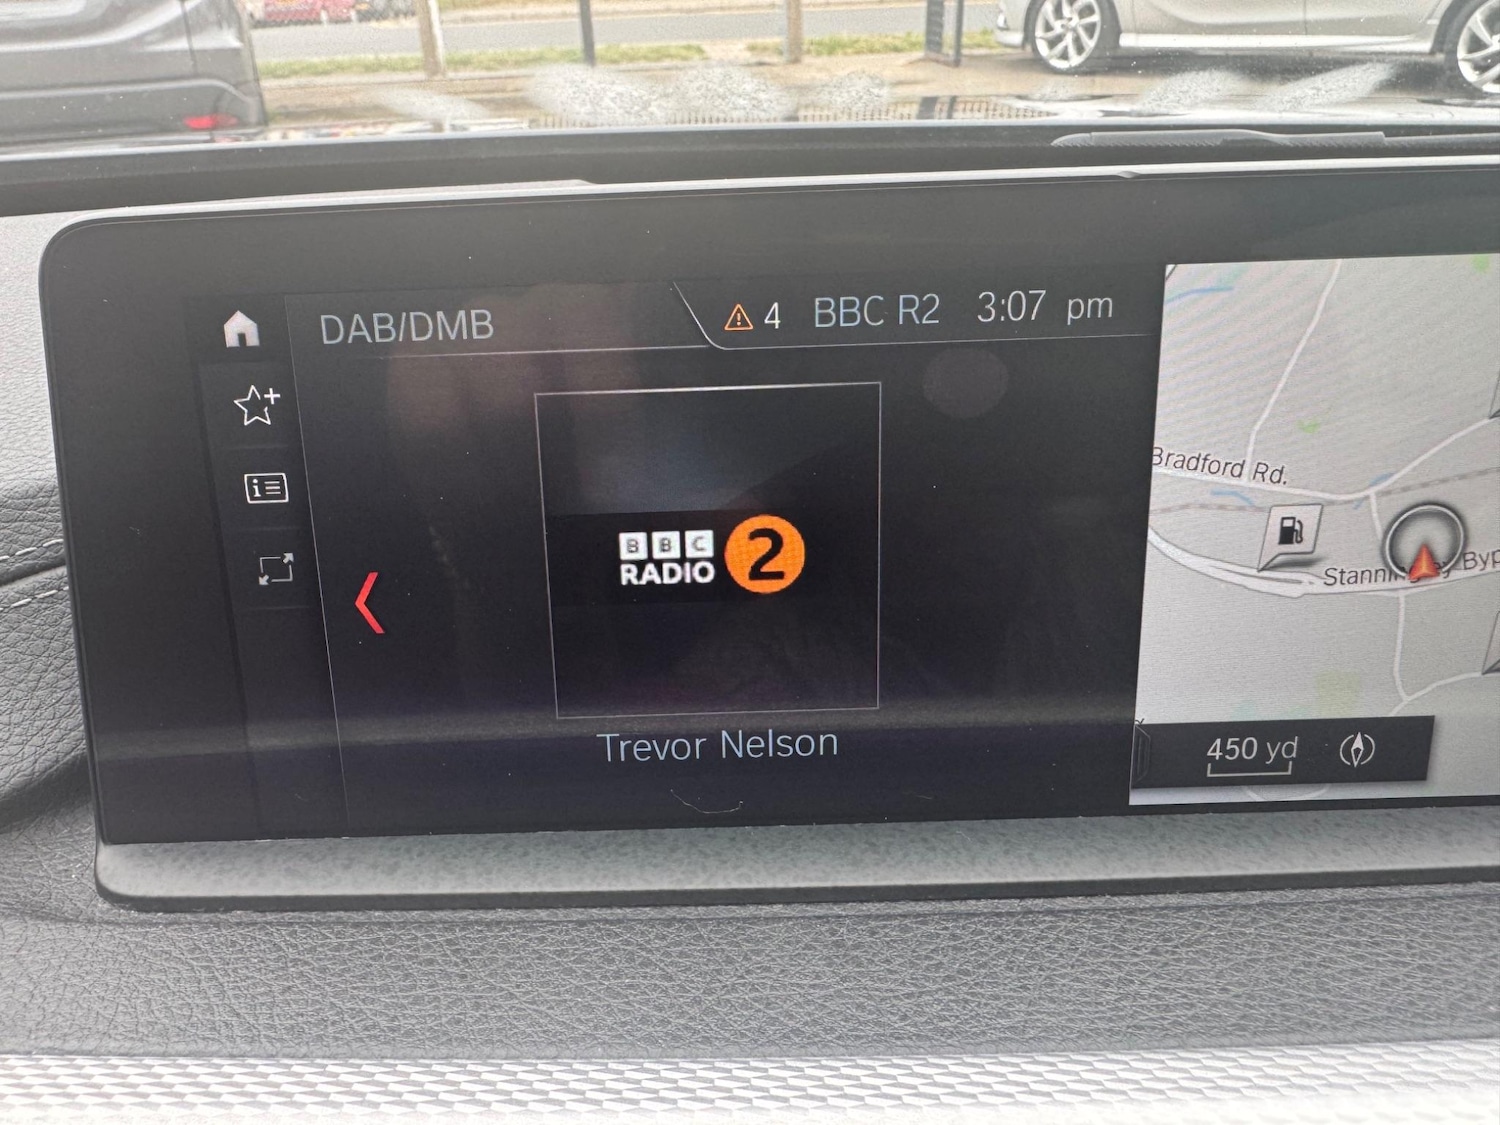 DAB/DMB
4 BBC R2 3:07 pm
BBC
RADIO 2
Trevor Nelson
Bradford Rd.
450 yd